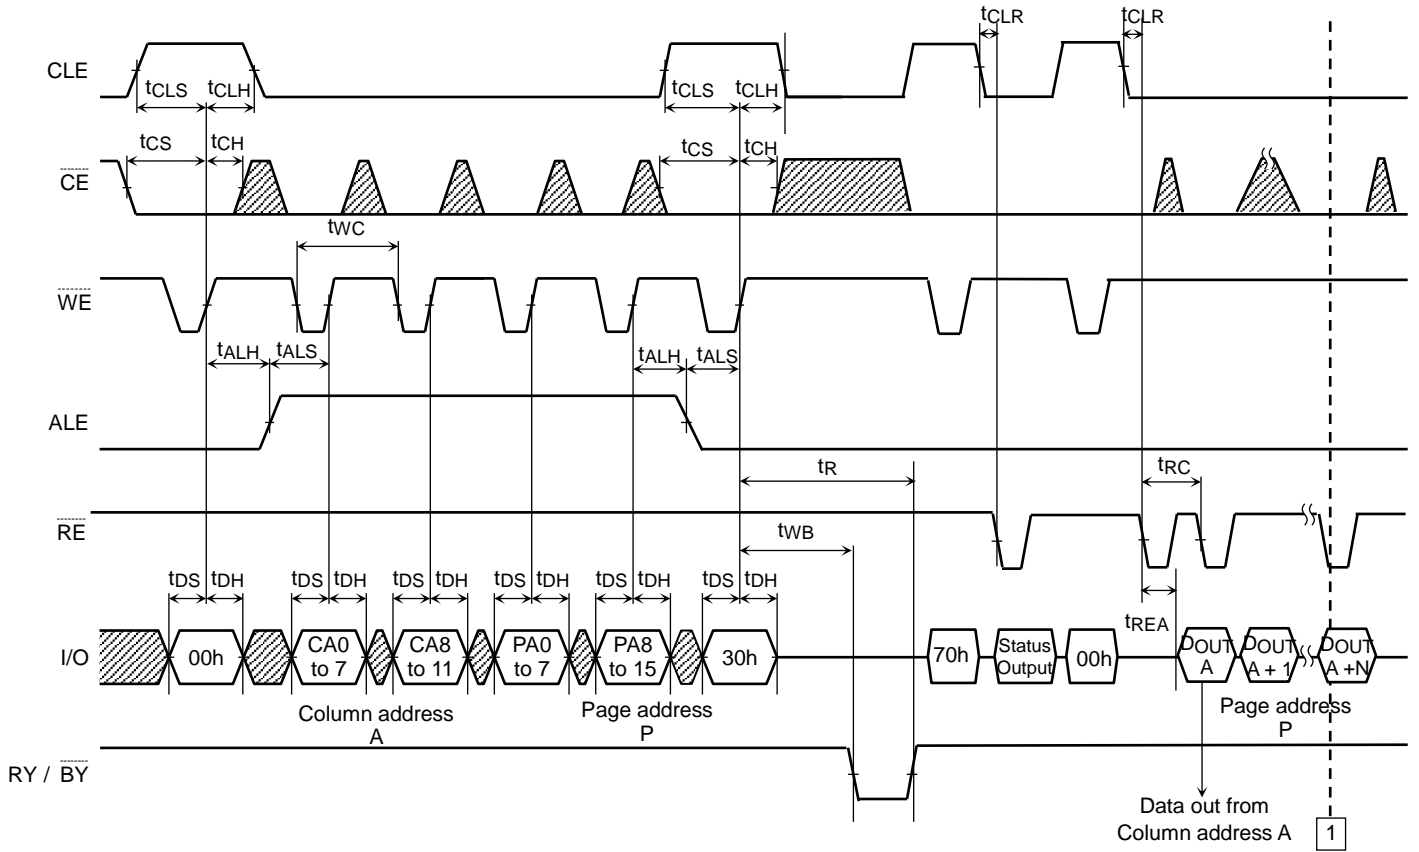 tCLR tCLR
CLE
tCLS tCLH tCLS tCLH
tCS tCH tCS tCH
CE
tWC
WE
tALH tALS tALH tALS
ALE
tR tRC
RE
tWB
tDS tDH tDS tDH tDS tDH tDS tDH tDS tDH tDS tDH
tREA
I/O
00h
CA0
to 7
CA8
to 11
PA0
to 7
PA8
to 15
30h
70h
Status
Output
00h
DOUT
A
DOUT
A + 1
DOUT
A +N
Column address
A
Page address
P
Page address
P
RY / BY
Data out from
Column address A
1